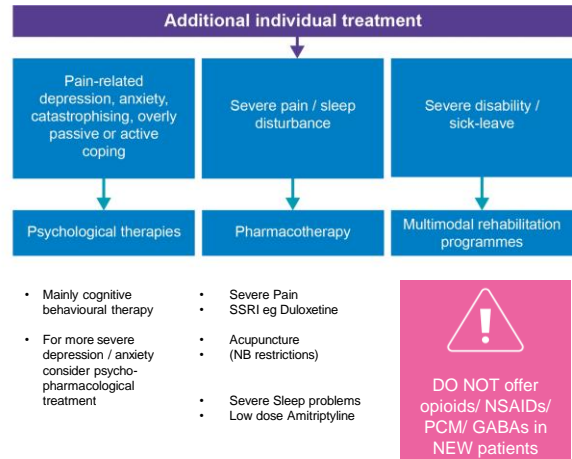 Additional individual treatment
Pain-related
depression, anxiety,
catastrophising, overly
passive or active
coping
Severe pain / sleep
disturbance
Severe disability /
sick-leave
Psychological therapies
Pharmacotherapy
Multimodal rehabilitation
programmes
• Mainly cognitive
behavioural therapy
• For more severe
depression / anxiety
consider psycho-
pharmacological
treatment
• Severe Pain
• SSRI eg Duloxetine
• Acupuncture
• (NB restrictions)
• Severe Sleep problems
• Low dose Amitriptyline
!
DO NOT offer
opioids/ NSAIDs/
PCM/ GABAs in
NEW patients